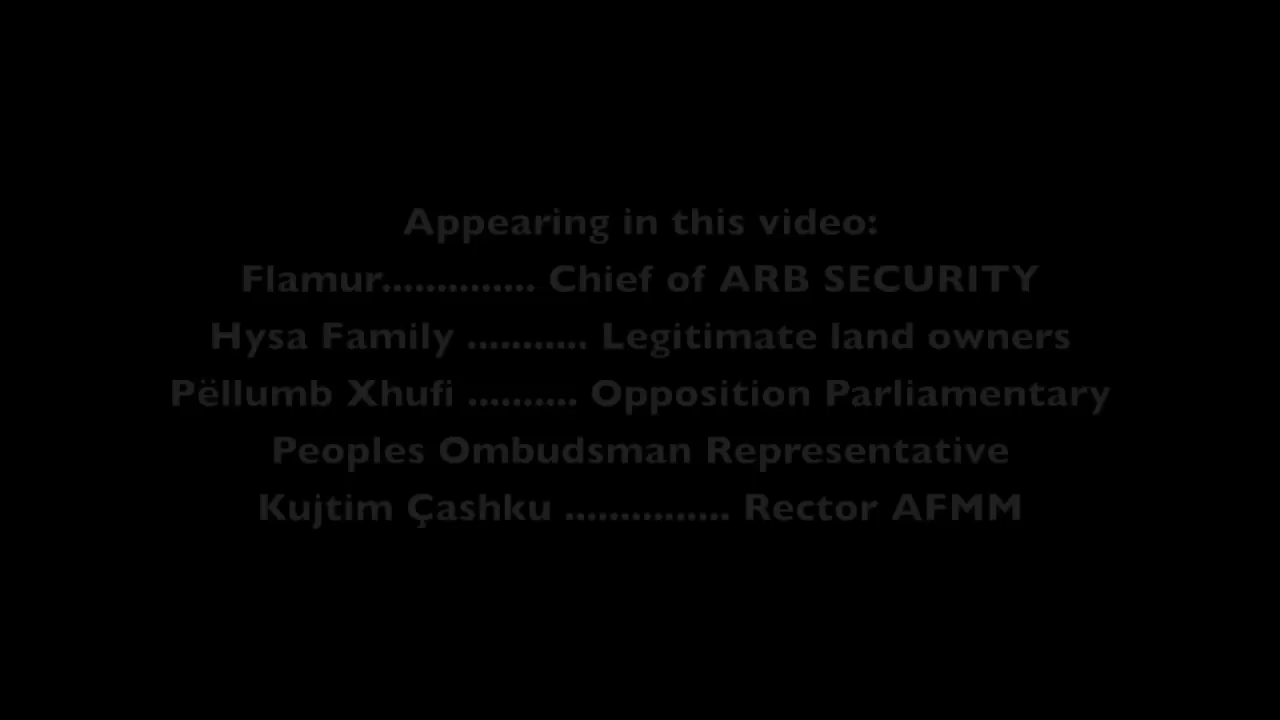 Appearing in this video:
Flamur.............. Chief of ARB SECURITY
Hysa Family ........... Legitimate land owners
Pëllumb Xhufi .......... Opposition Parliamentary
Peoples Ombudsman Representative
Kujtim Çashku ............... Rector AFMM